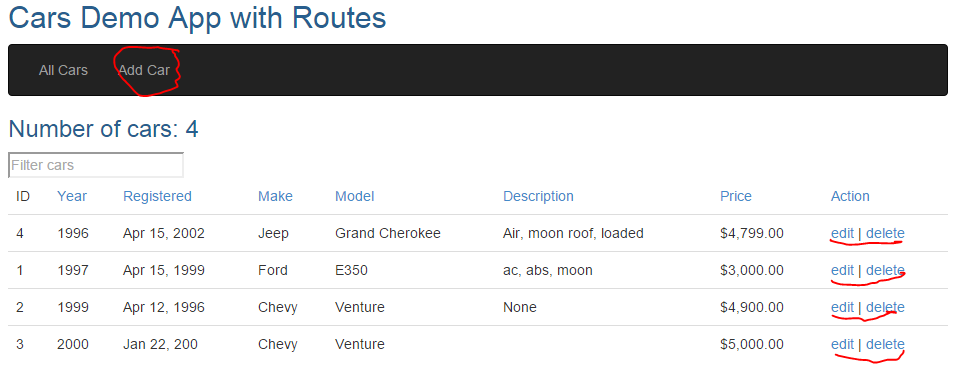 Cars Demo App with Routes
All Cars Add Car
Number of cars: 4
Filter cars
ID Year Registered Make Model Description Price Action
4 1996 Apr 15, 2002 Jeep Grand Cherokee Air, moon roof, loaded $4,799.00 edit | delete
1 1997 Apr 15, 1999 Ford E350 ac, abs, moon $3,000.00 edit | delete
2 1999 Apr 12, 1996 Chevy Venture None $4,900.00 edit | delete
3 2000 Jan 22, 200 Chevy Venture $5,000.00 edit | delete